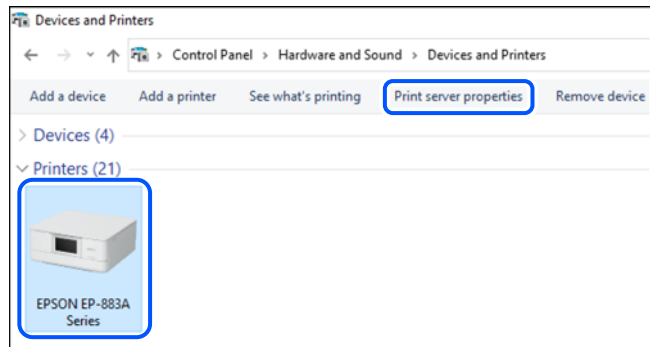 Devices and Printers
Control Panel > Hardware and Sound > Devices and Printers
Add a device Add a printer See what's printing Print server properties Remove device
Devices (4)
Printers (21)
EPSON EP-883A
Series